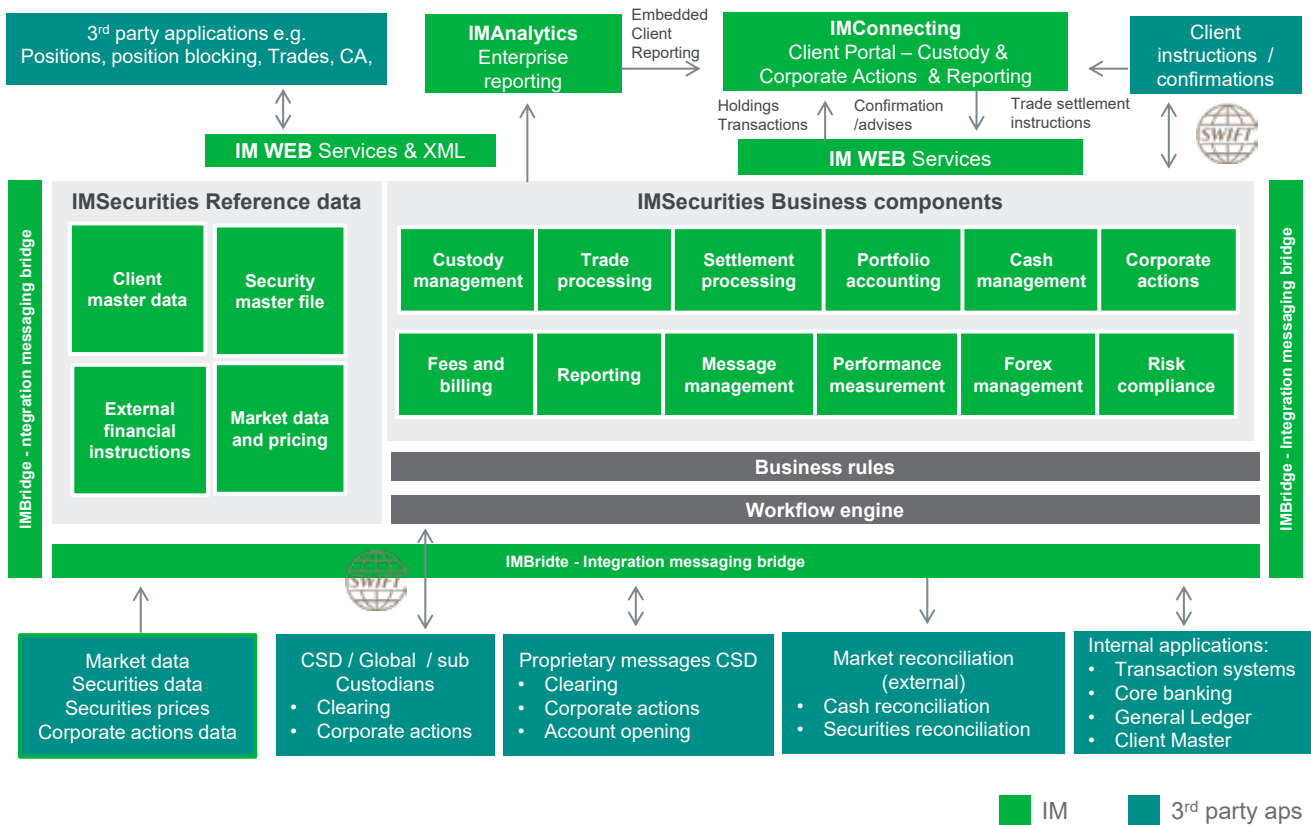 3rd party applications e.g.
Positions, position blocking, Trades, CA,
IMAnalytics
Enterprise
reporting
Embedded
Client
Reporting
IMConnecting
Client Portal – Custody &
Corporate Actions & Reporting
Client
instructions /
confirmations
Holdings
Transactions
Confirmation
/advises
Trade settlement
instructions
SWIFT
IM WEB Services & XML
IM WEB Services
IMBridge - ntegration messaging bridge
IMSecurities Reference data
Client
master data
Security
master file
External
financial
instructions
Market data
and pricing
IMSecurities Business components
Custody
management
Trade
processing
Settlement
processing
Portfolio
accounting
Cash
management
Corporate
actions
Fees and
billing
Reporting
Message
management
Performance
measurement
Forex
management
Risk
compliance
IMBridge - Integration messaging bridge
Business rules
Workflow engine
IMBridte - Integration messaging bridge
SWIFT
Market data
Securities data
Securities prices
Corporate actions data
CSD / Global / sub
Custodians
• Clearing
• Corporate actions
Proprietary messages CSD
• Clearing
• Corporate actions
• Account opening
Market reconciliation
(external)
• Cash reconciliation
• Securities reconciliation
Internal applications:
• Transaction systems
• Core banking
• General Ledger
• Client Master
IM
3rd party aps